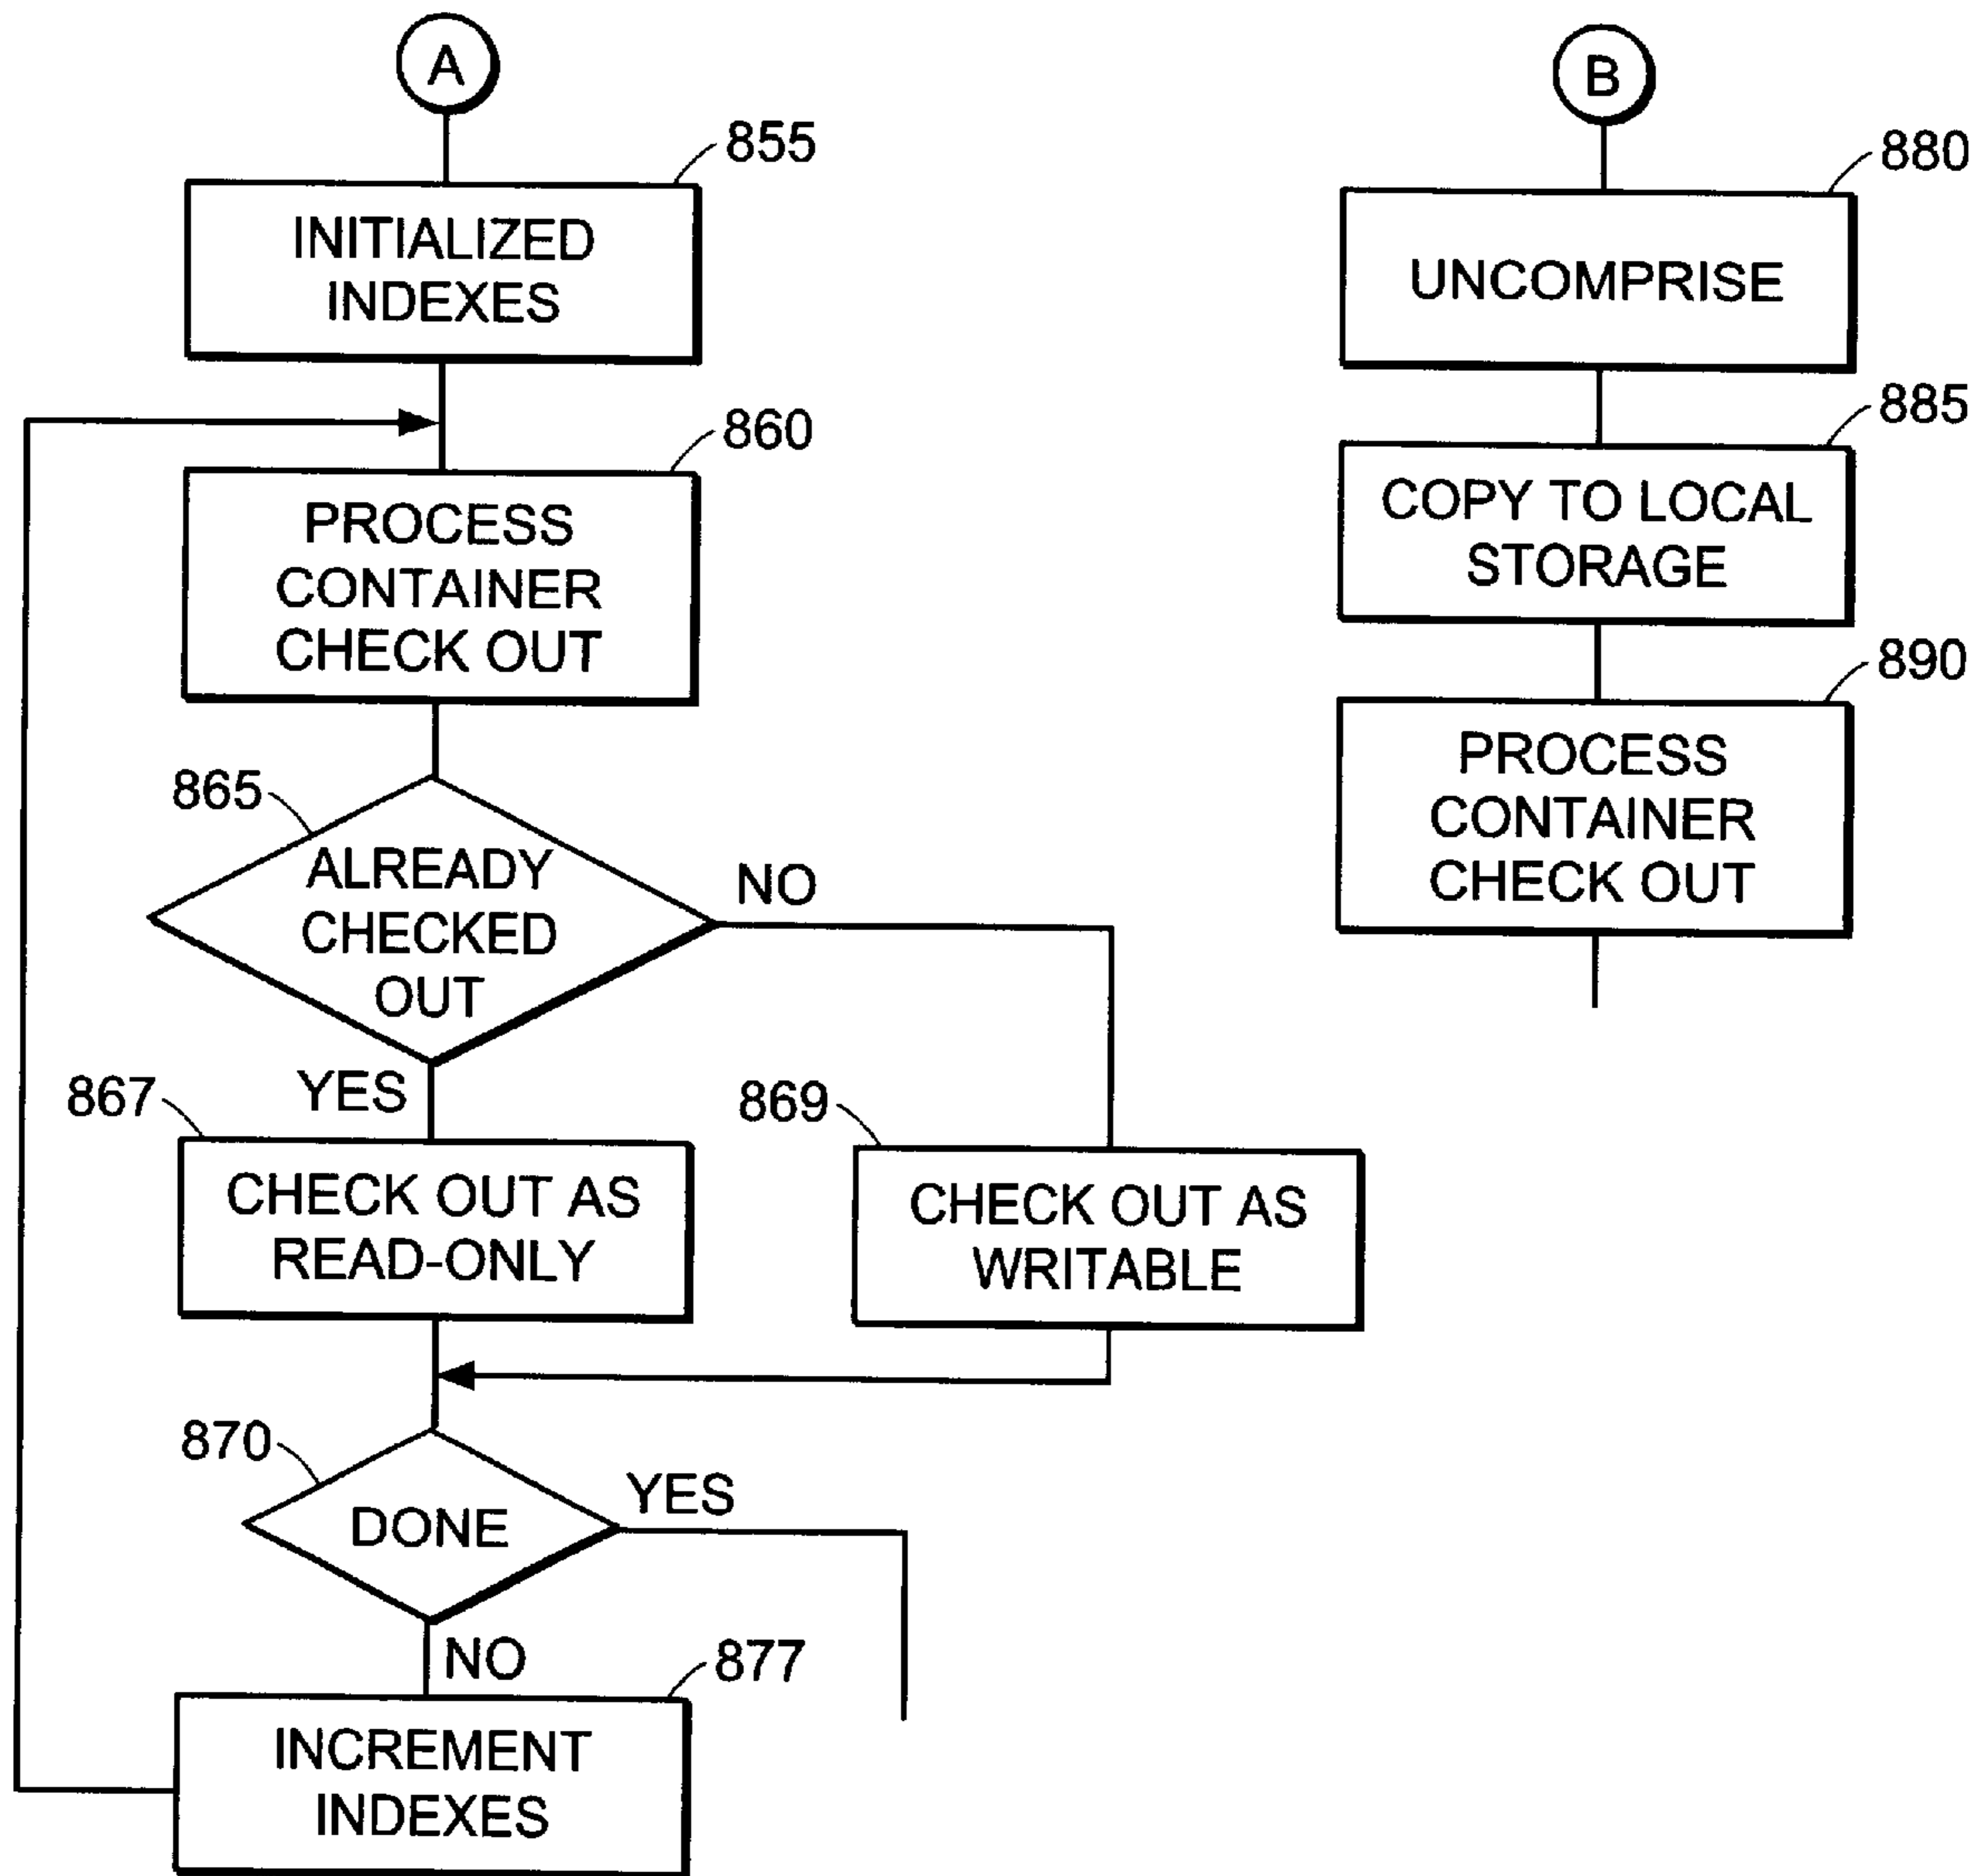 A
855
INITIALIZED
INDEXES
860
PROCESS
CONTAINER
CHECK OUT
865
ALREADY
CHECKED
OUT
NO
YES
867
CHECK OUT AS
READ-ONLY
869
CHECK OUT AS
WRITABLE
870
DONE
YES
NO
877
INCREMENT
INDEXES
B
880
UNCOMPRISE
885
COPY TO LOCAL
STORAGE
890
PROCESS
CONTAINER
CHECK OUT